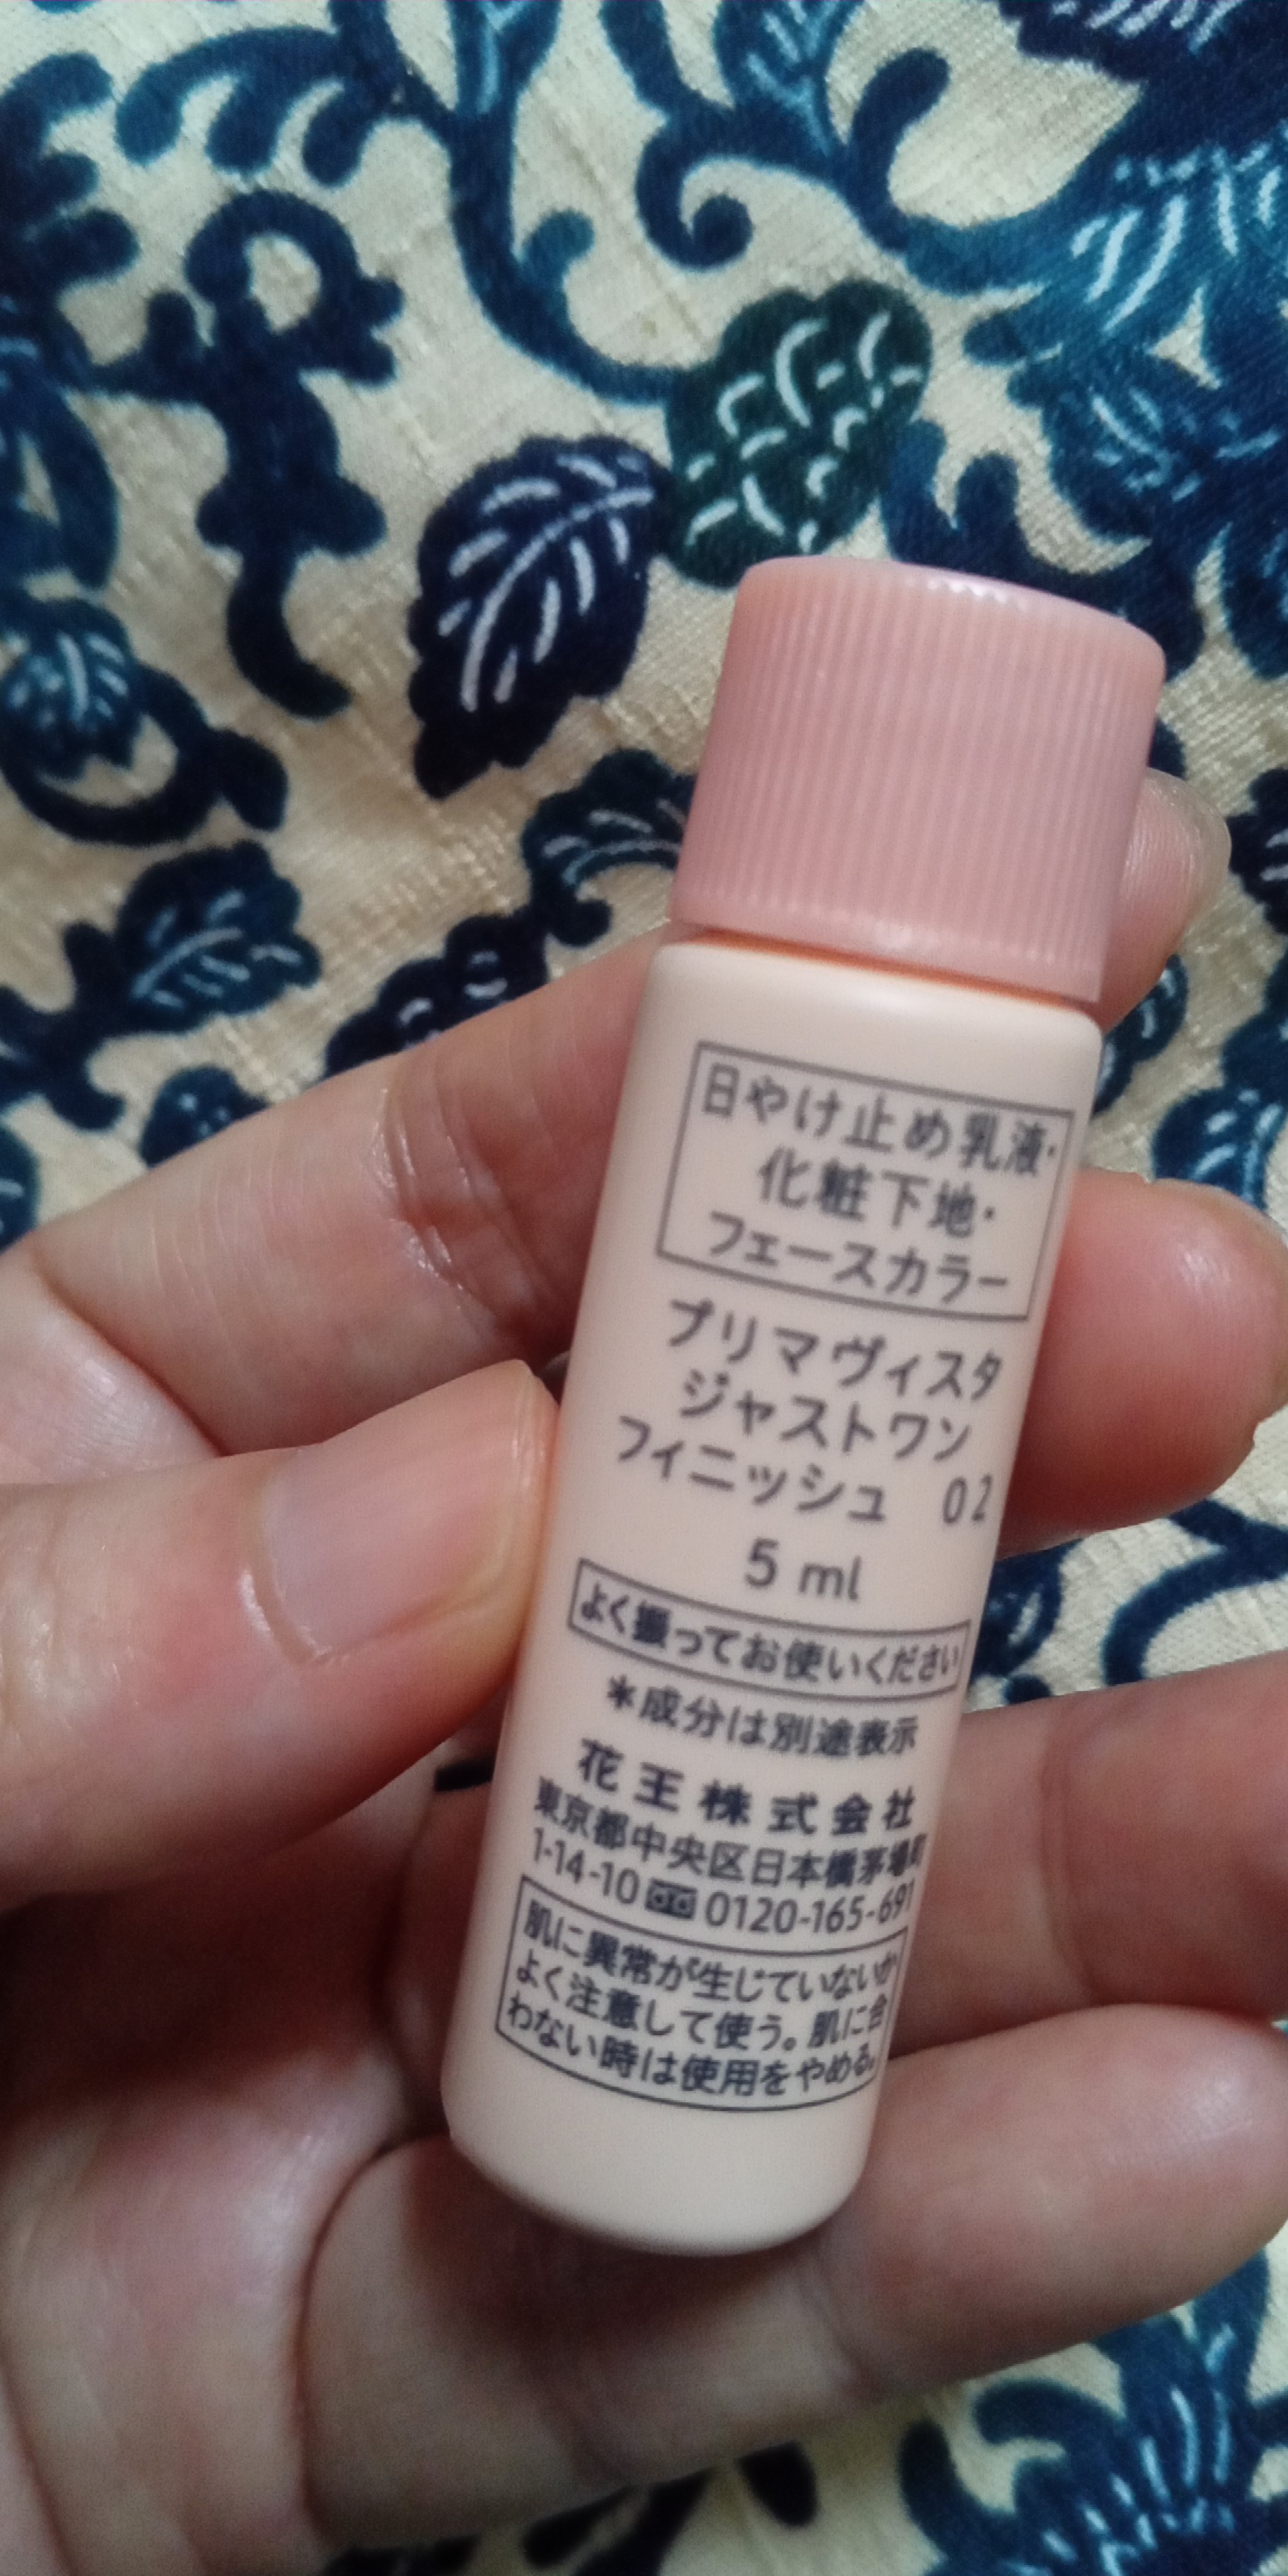 日やけ止め乳液・
化粧下地・
フェースカラー
プリマヴィスタ
ジャストワン
フィニッシュ 02
5 ml
よく振ってお使いください
＊成分は別途表示
花王株式会社
東京都中央区日本橋茅場町
1-14-10 0120-165-691
肌に異常が生じていないか
よく注意して使う。肌に合
わない時は使用をやめる。